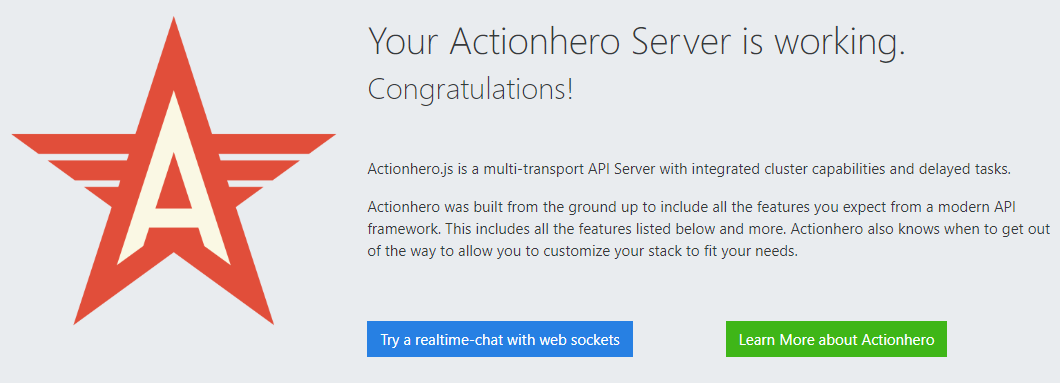 A
Your Actionhero Server is working.
Congratulations!
Actionhero.js is a multi-transport API Server with integrated cluster capabilities and delayed tasks.
Actionhero was built from the ground up to include all the features you expect from a modern API
framework. This includes all the features listed below and more. Actionhero also knows when to get out
of the way to allow you to customize your stack to fit your needs.
Try a realtime-chat with web sockets
Learn More about Actionhero